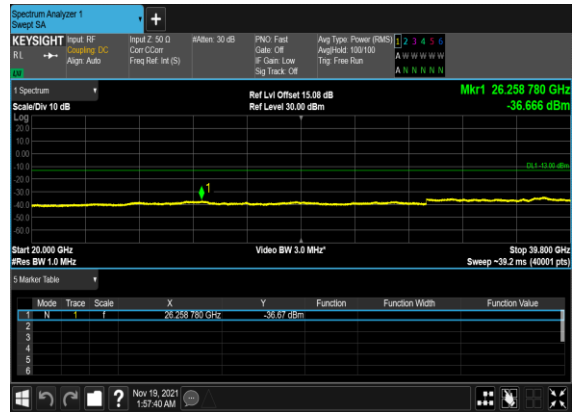 Spectrum Analyzer 1
Swept SA
+
KEYSIGHT Input: RF Input Z: 50 Ω #Atten: 30 dB PNO: Fast Avg Type: Power (RMS) 1 2 3 4 5 6
RL Coupling: DC Corr CCorr Gate: Off Avg|Hold: 100/100 A W W W W W
Align: Auto Freq Ref: Int (S) IF Gain: Low Trig: Free Run
Sig Track: Off A N N N N N
1 Spectrum Ref Lvl Offset 15.08 dB Mkr1 26.258 780 GHz
Scale/Div 10 dB Ref Level 30.00 dBm -36.666 dBm
Log
20.0
10.0
0.00
-10.0 DL1 -13.00 dBm
-20.0
-30.0 1
-40.0
-50.0
-60.0
Start 20.000 GHz Video BW 3.0 MHz* Stop 39.800 GHz
#Res BW 1.0 MHz Sweep ~39.2 ms (40001 pts)
5 Marker Table
Mode Trace Scale X Y Function Function Width Function Value
1 N 1 f 26.258 780 GHz -36.67 dBm
2
3
4
5
6
? Nov 19, 2021
1:57:40 AM